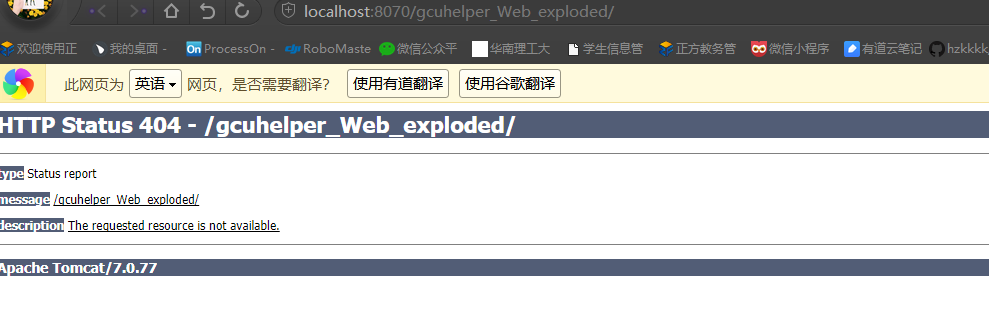 localhost:8070/gcuhelper_Web_exploded/
欢迎使用正 我的桌面 - On ProcessOn - RoboMaste 微信公众平 华南理工大 学生信息管 正方教务管 微信小程序 有道云笔记 hzkkkk
此网页为 英语 网页，是否需要翻译？ 使用有道翻译 使用谷歌翻译
HTTP Status 404 - /gcuhelper_Web_exploded/
type Status report
message /gcuhelper_Web_exploded/
description The requested resource is not available.
Apache Tomcat/7.0.77